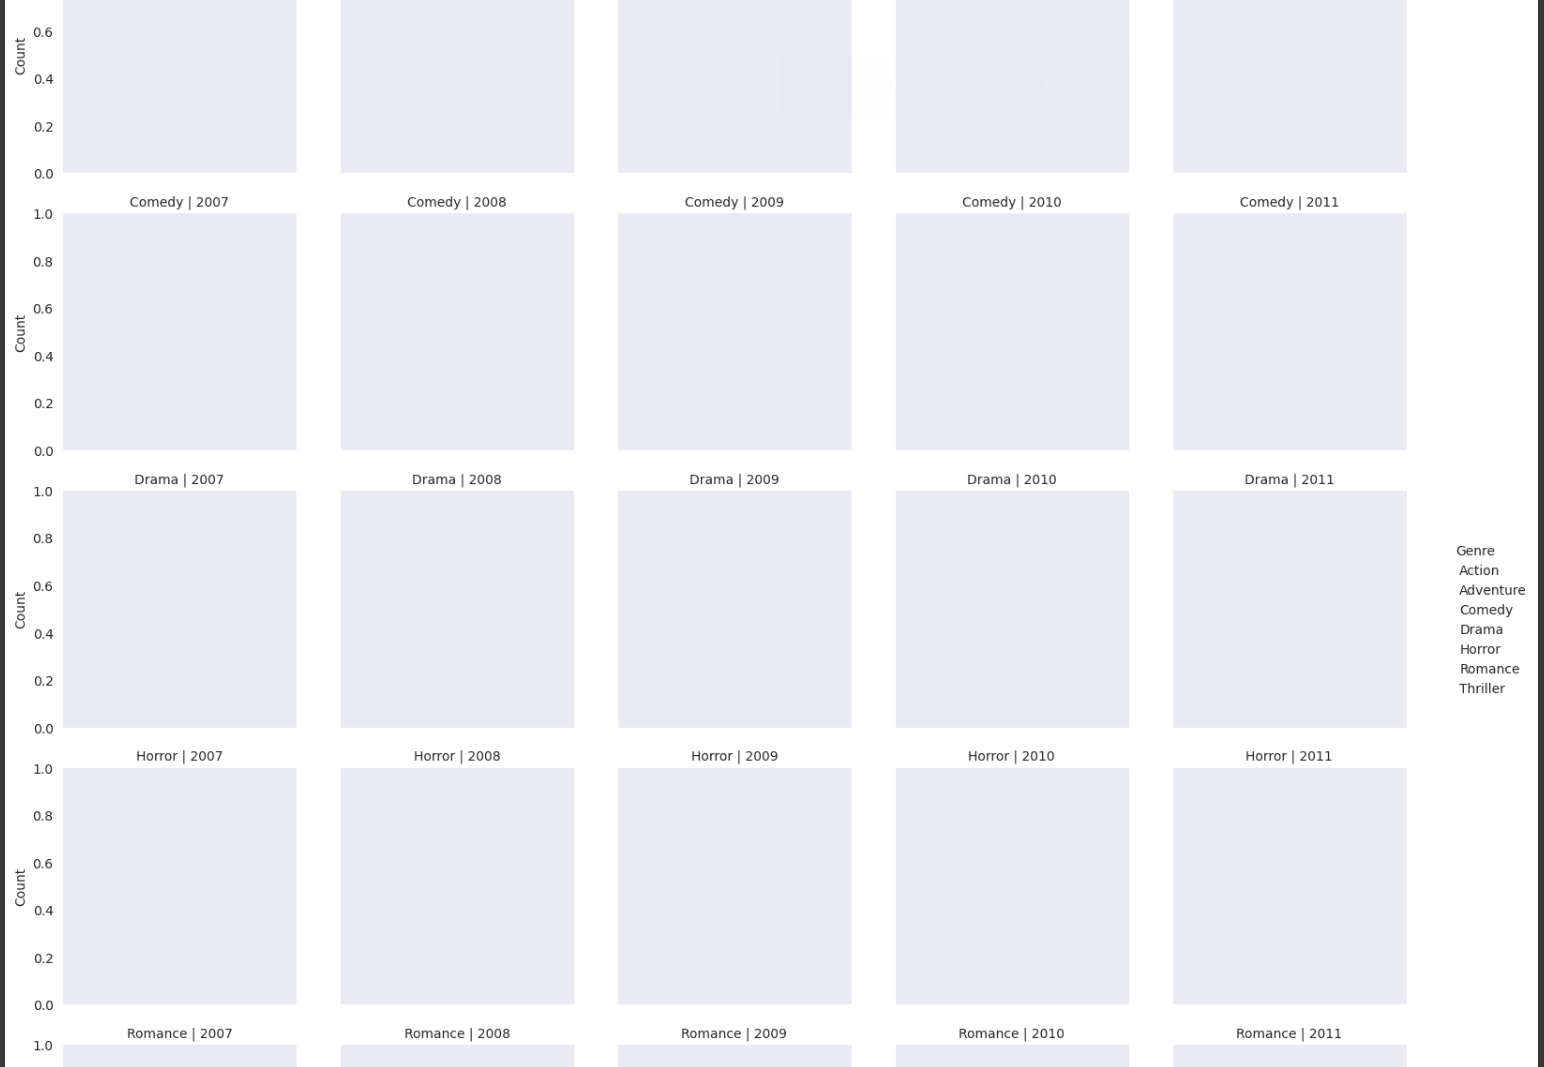 0.6
Count
0.4
0.2
0.0
Comedy | 2007 Comedy | 2008 Comedy | 2009 Comedy | 2010 Comedy | 2011
1.0
0.8
0.6
Count
0.4
0.2
0.0
Drama | 2007 Drama | 2008 Drama | 2009 Drama | 2010 Drama | 2011
1.0
0.8
0.6
Count
0.4
0.2
0.0
Genre
Action
Adventure
Comedy
Drama
Horror
Romance
Thriller
Horror | 2007 Horror | 2008 Horror | 2009 Horror | 2010 Horror | 2011
1.0
0.8
0.6
Count
0.4
0.2
0.0
Romance | 2007 Romance | 2008 Romance | 2009 Romance | 2010 Romance | 2011
1.0